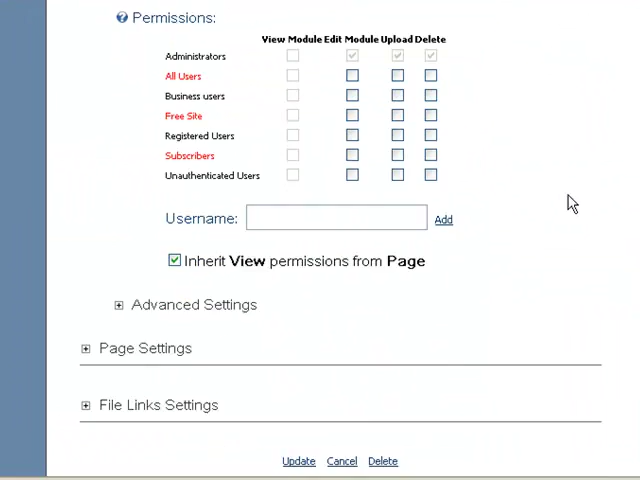 Permissions:
View Module Edit Module Upload Delete
Administrators
All Users
Business users
Free Site
Registered Users
Subscribers
Unauthenticated Users
Username: Add
Inherit View permissions from Page
Advanced Settings
Page Settings
File Links Settings
Update Cancel Delete